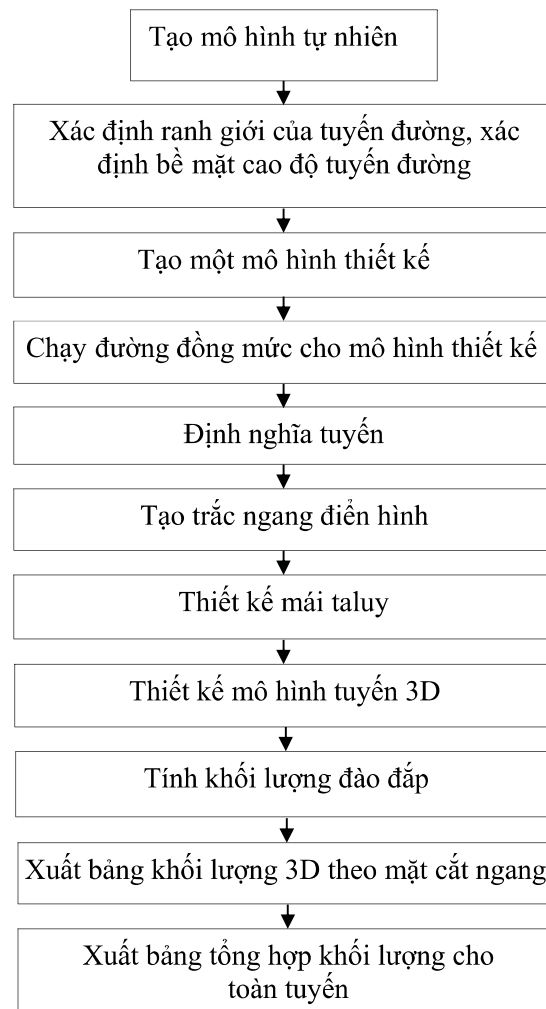 Tạo mô hình tự nhiên
Xác định ranh giới của tuyến đường, xác
định bề mặt cao độ tuyến đường
Tạo một mô hình thiết kế
Chạy đường đồng mức cho mô hình thiết kế
Định nghĩa tuyến
Tạo trắc ngang điển hình
Thiết kế mái taluy
Thiết kế mô hình tuyến 3D
Tính khối lượng đào đắp
Xuất bảng khối lượng 3D theo mặt cắt ngang
Xuất bảng tổng hợp khối lượng cho
toàn tuyến